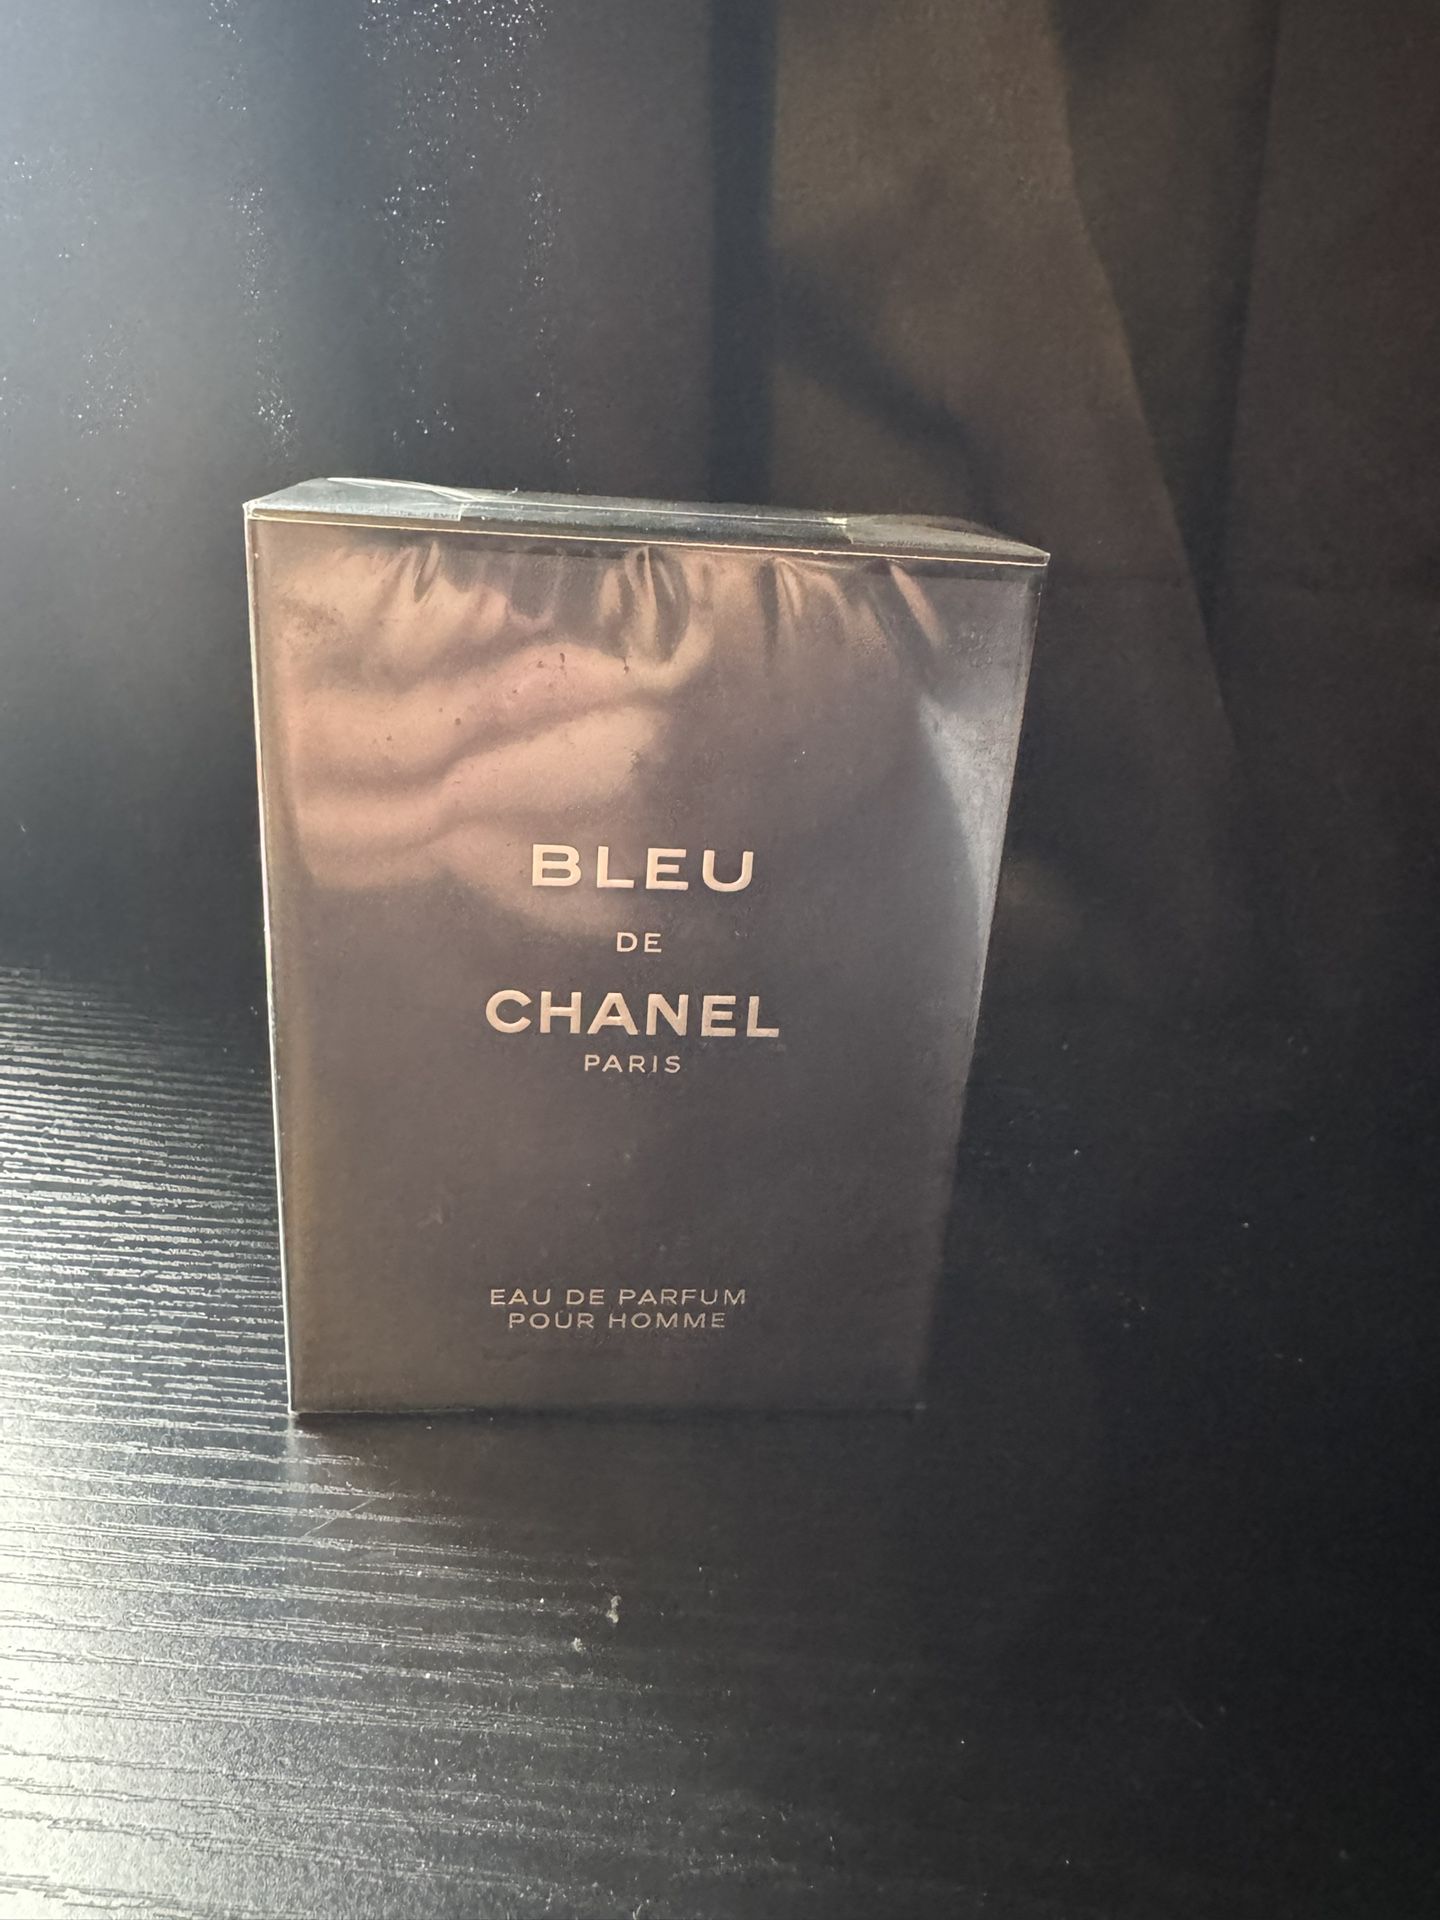 BLEU
DE
CHANEL
PARIS
EAU DE PARFUM
POUR HOMME